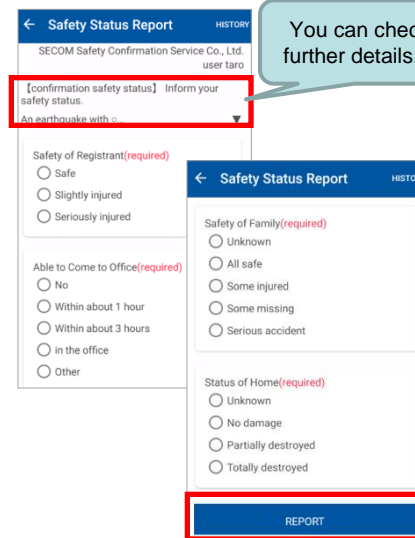 ← Safety Status Report HISTORY
SECOM Safety Confirmation Service Co., Ltd.
user taro
【confirmation safety status】 Inform your
safety status.
An earthquake with ○...
Safety of Registrant(required)
Safe
Slightly injured
Seriously injured
Able to Come to Office(required)
No
Within about 1 hour
Within about 3 hours
in the office
Other
You can chec
further details
← Safety Status Report HISTO
Safety of Family(required)
Unknown
All safe
Some injured
Some missing
Serious accident
Status of Home(required)
Unknown
No damage
Partially destroyed
Totally destroyed
REPORT